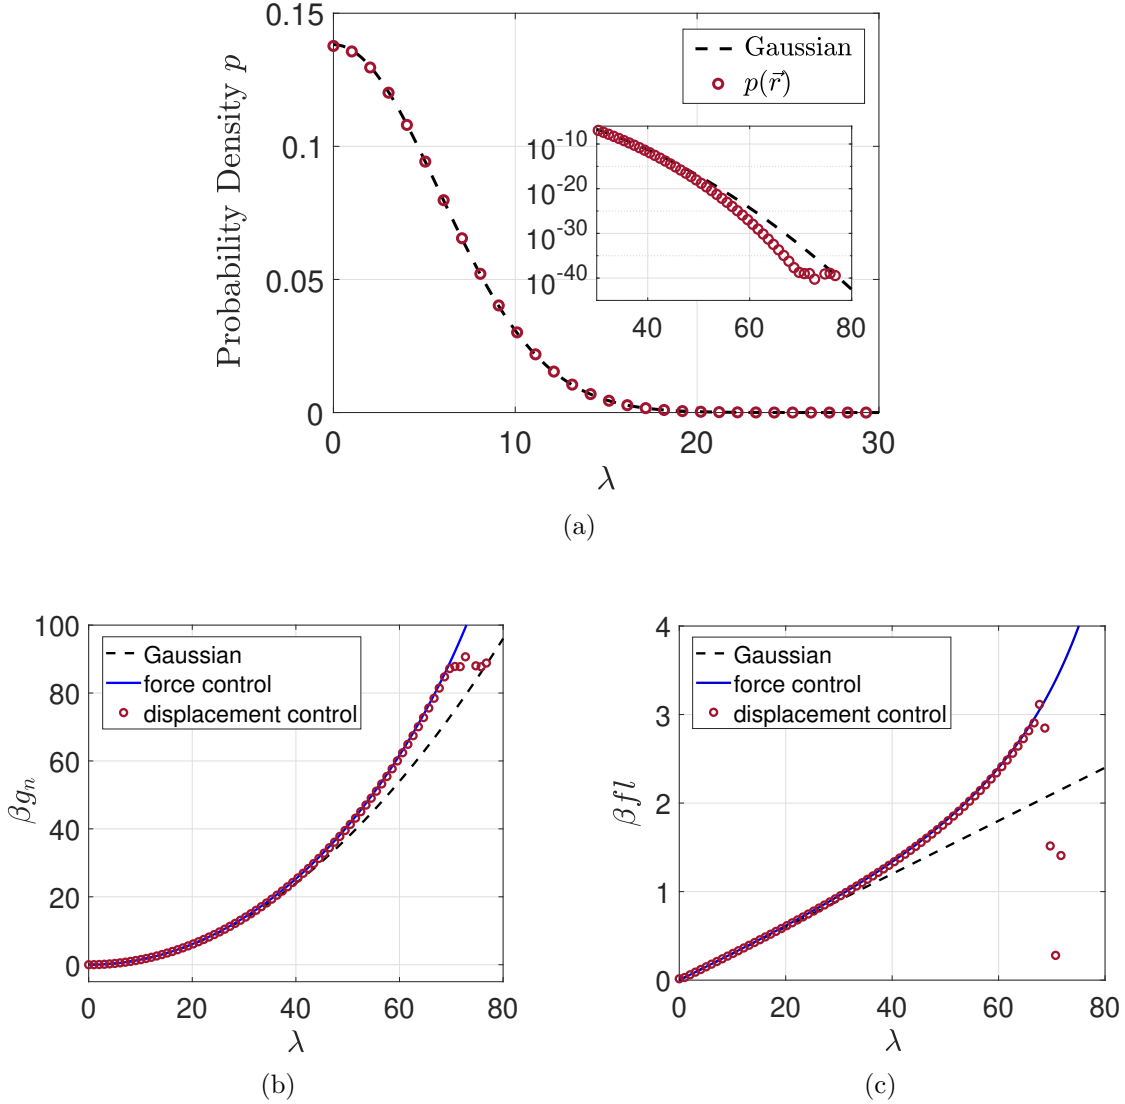 0.15
0.1
0.05
0
Probability Density p
Gaussian
p(r⃗)
10⁻¹⁰
10⁻²⁰
10⁻³⁰
10⁻⁴⁰
40 60 80
0 10 20 30
λ
(a)
100
80
60
40
20
0
βgₙ
Gaussian
force control
displacement control
0 20 40 60 80
λ
(b)
4
3
2
1
0
βfl
Gaussian
force control
displacement control
0 20 40 60 80
λ
(c)